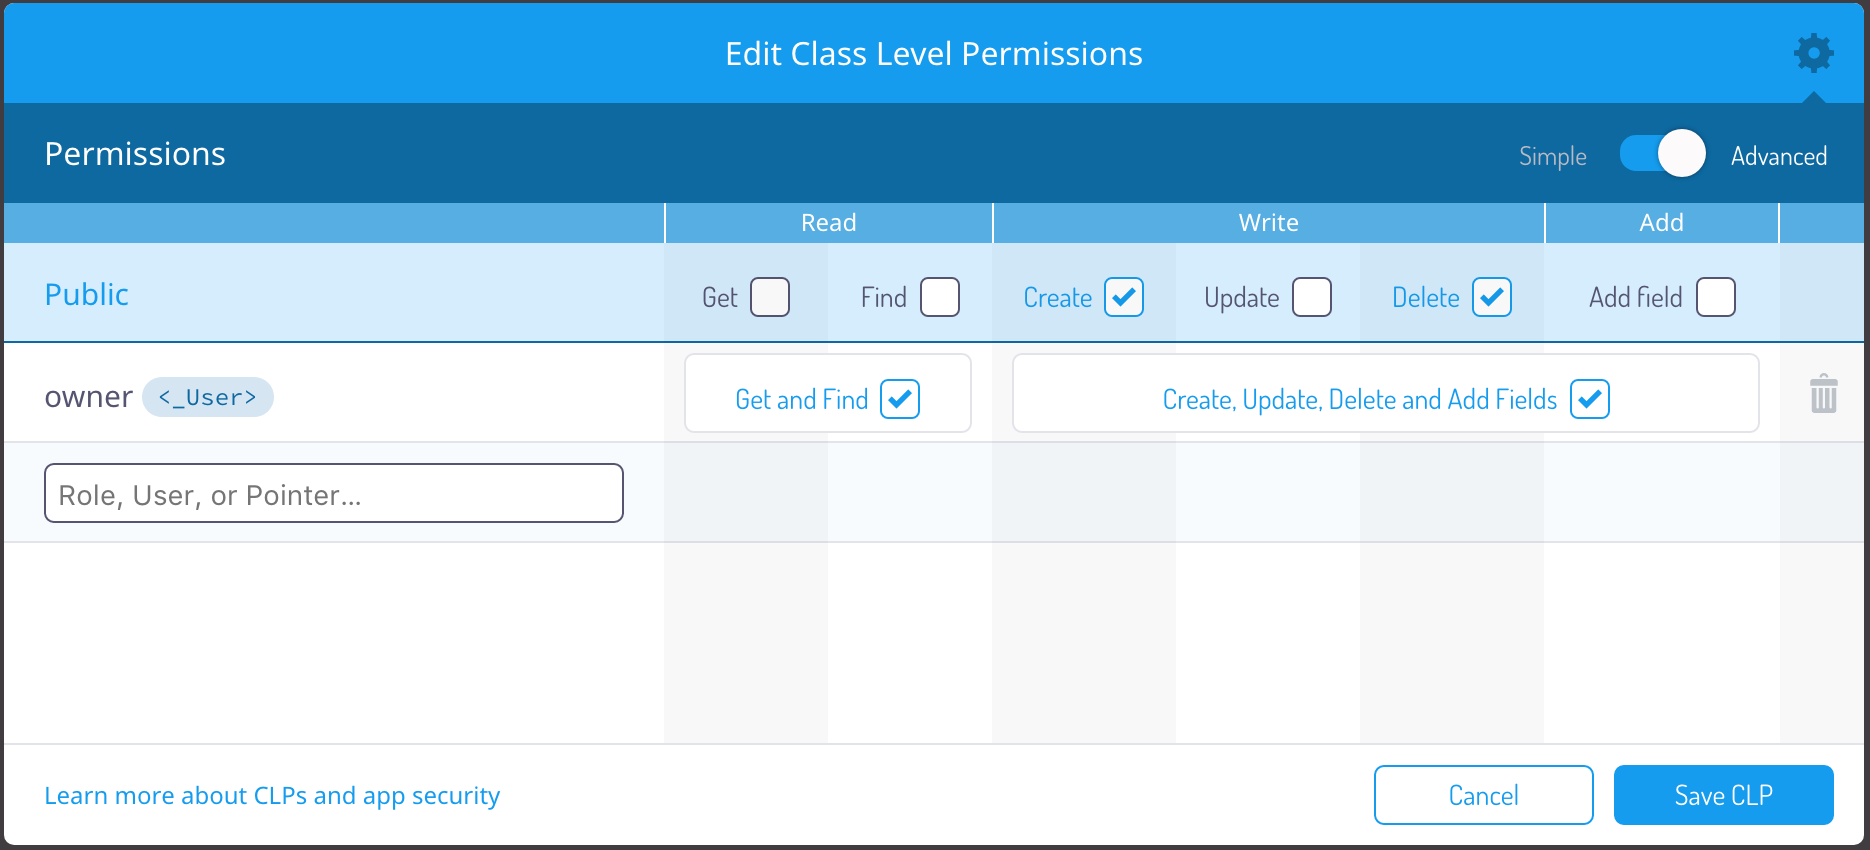 Edit Class Level Permissions
Permissions
Simple
Advanced
Read
Write
Add
Public
Get
Find
Create
Update
Delete
Add field
owner <_User>
Get and Find
Create, Update, Delete and Add Fields
Role, User, or Pointer...
Learn more about CLPs and app security
Cancel
Save CLP